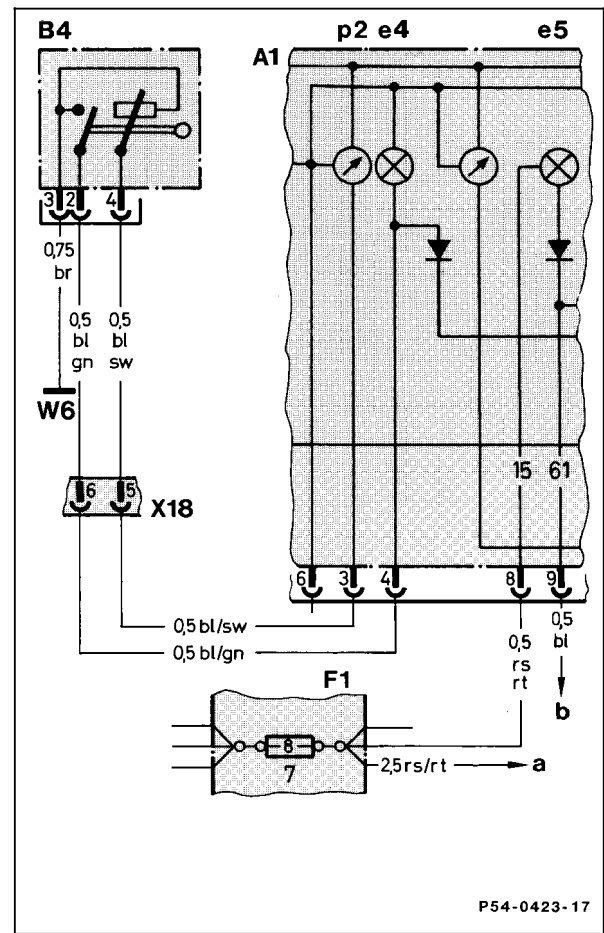 B4
p2 e4 e5
A1
3 2 4
0,75
br
0,5
bl
gn
0,5
bl
sw
W6
6 5
X18
15 61
6 3 4 8 9
0,5 bl/sw
0,5 bl/gn
0,5
rs
rt
0,5
bl
b
F1
8
7
2,5 rs/rt
a
P54-0423-17